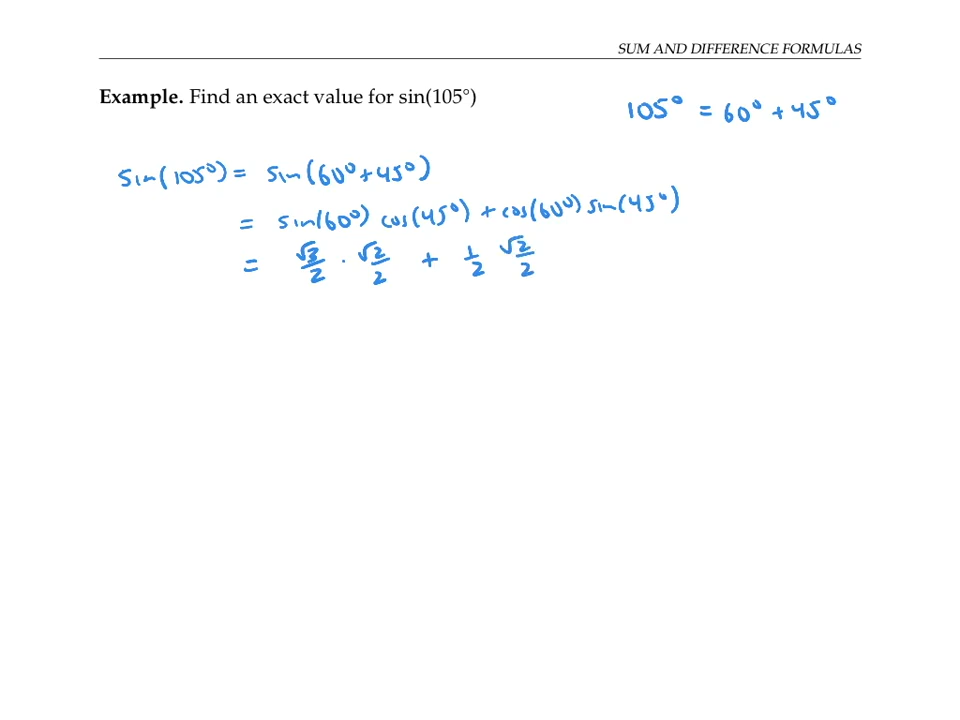 SUM AND DIFFERENCE FORMULAS
Example. Find an exact value for sin(105°)
105° = 60° + 45°
sin(105°) = sin(60° + 45°)
= sin(60°) cos(45°) + cos(60°) sin(45°)
= √3/2 · √2/2 + 1/2 √2/2